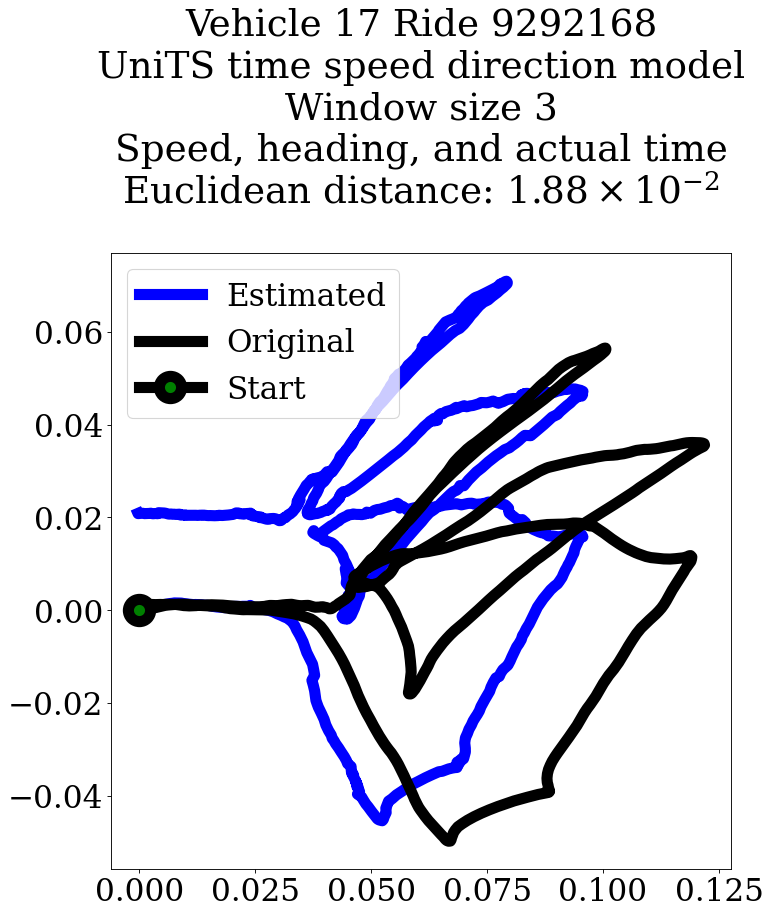 Vehicle 17 Ride 9292168
UniTS time speed direction model
Window size 3
Speed, heading, and actual time
Euclidean distance: 1.88 × 10⁻²
Estimated
Original
Start
0.06
0.04
0.02
0.00
−0.02
−0.04
0.000 0.025 0.050 0.075 0.100 0.125